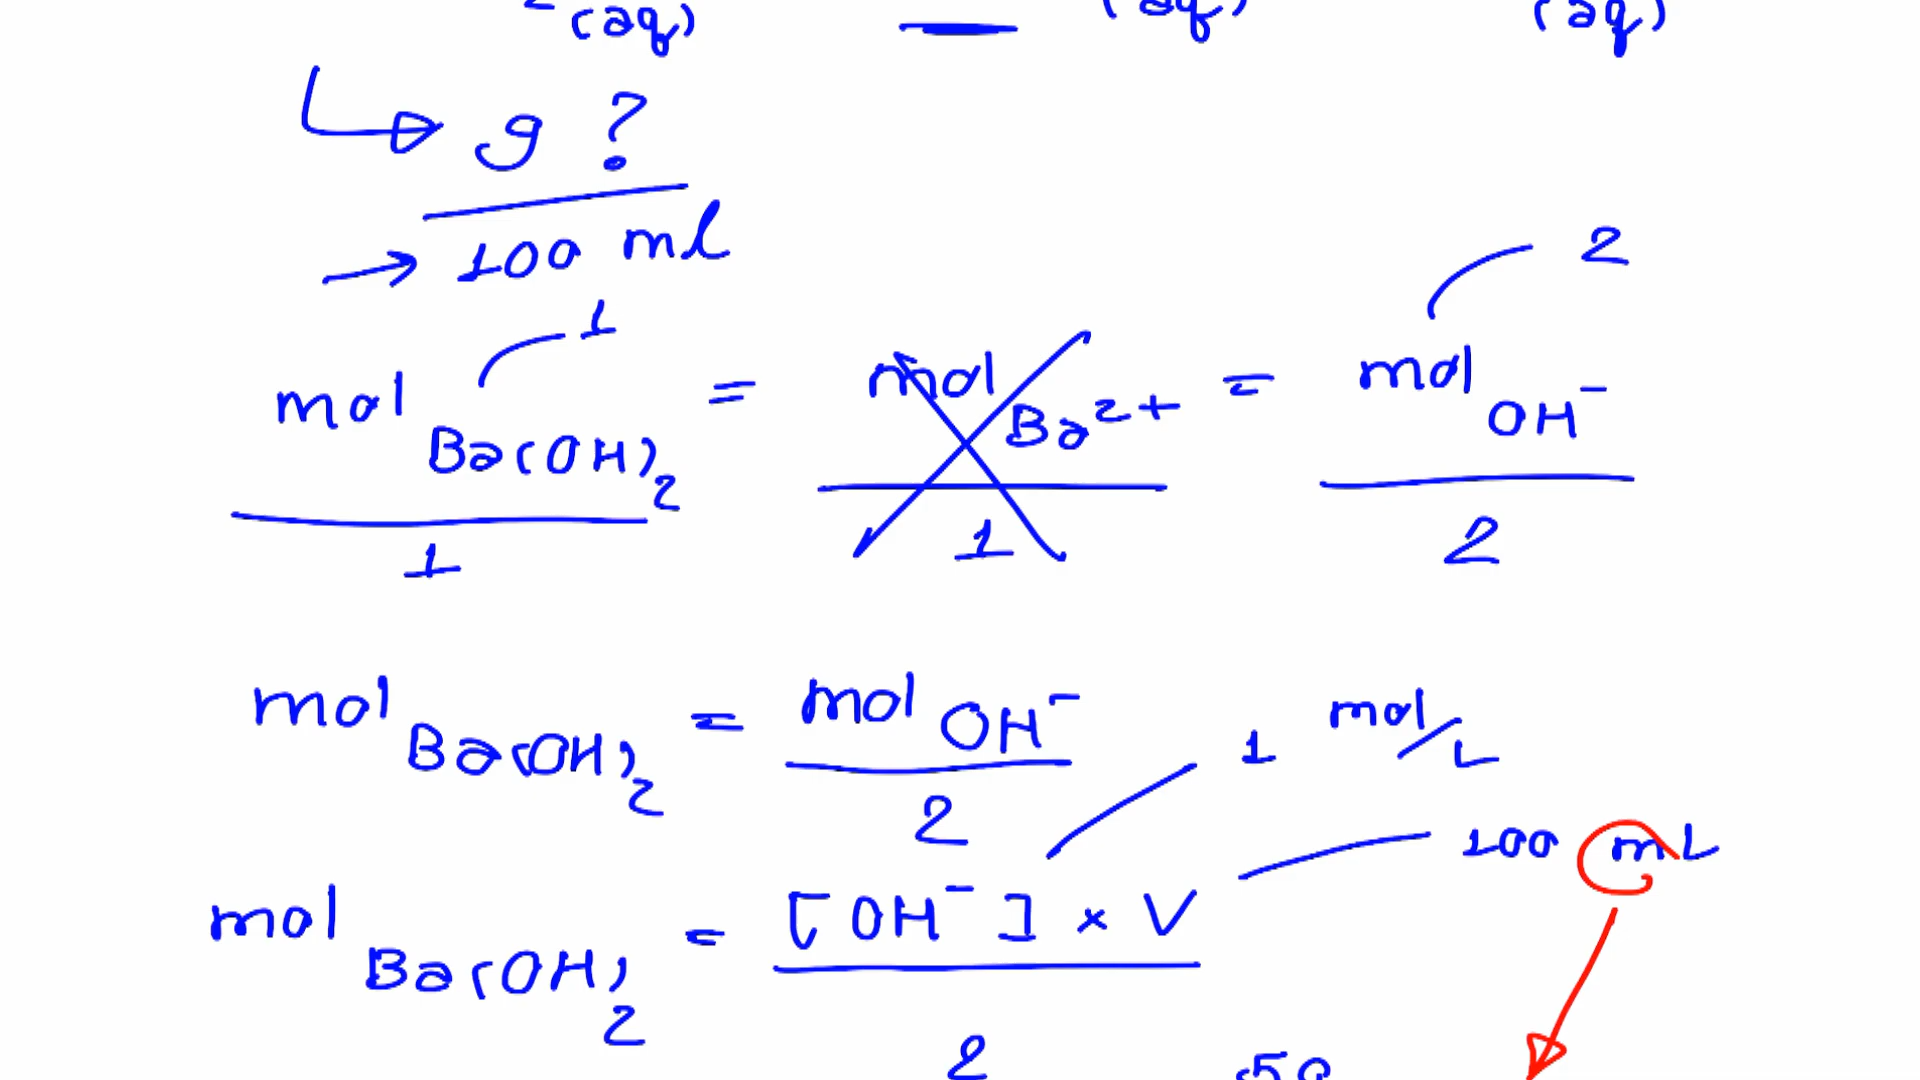 2(aq) (aq) (aq)
g ?
100 ml
1 2
mol Ba(OH)2 = mol Ba2+ = mol OH-
1 1 2
mol Ba(OH)2 = mol OH- 1 mol/L
2 100 mL
mol Ba(OH)2 = [OH-] × V
2